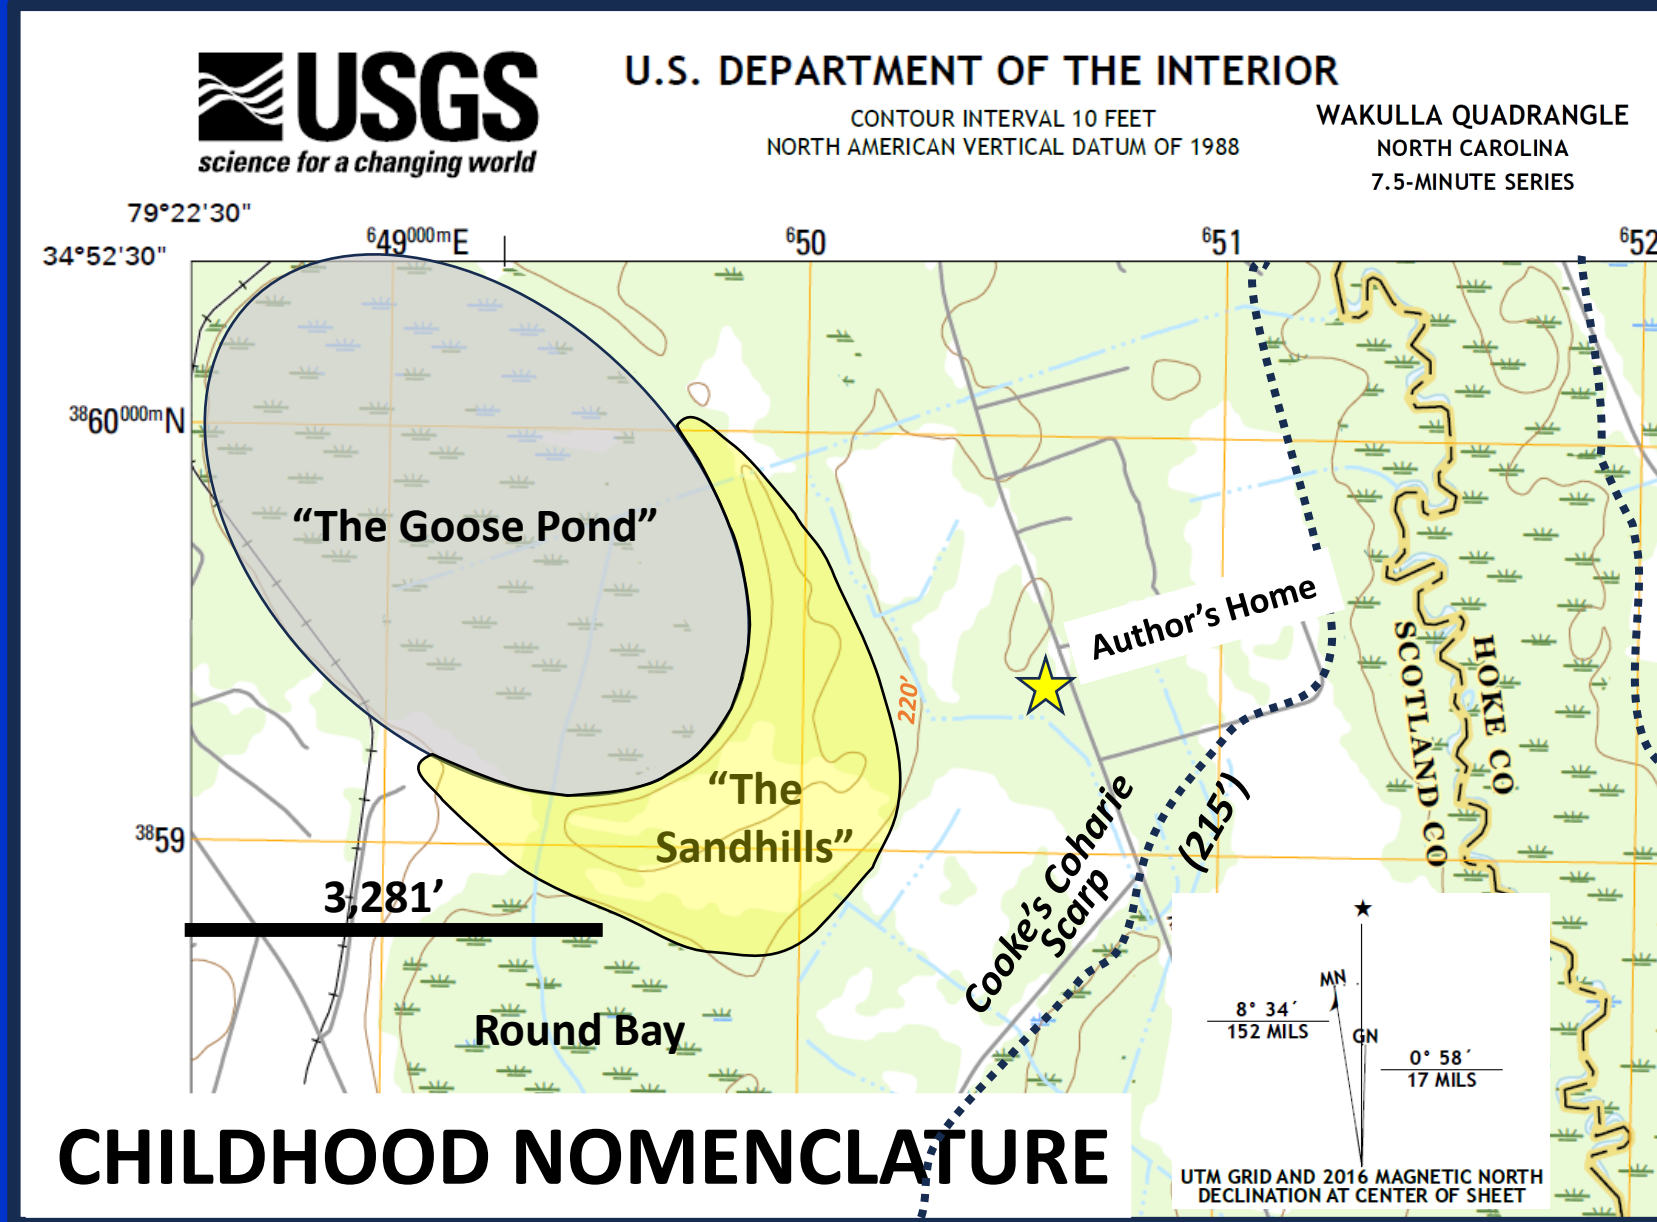 USGS
science for a changing world
U.S. DEPARTMENT OF THE INTERIOR
CONTOUR INTERVAL 10 FEET
NORTH AMERICAN VERTICAL DATUM OF 1988
WAKULLA QUADRANGLE
NORTH CAROLINA
7.5-MINUTE SERIES
79°22'30"
34°52'30"
⁶49⁰⁰⁰ᵐE
⁶50
⁶51
⁶52
³⁸60⁰⁰⁰ᵐN
“The Goose Pond”
Author’s Home
220’
SCOTLAND CO
HOKE CO
“The
Sandhills”
³⁸59
(215’)
Cooke’s Coharie
Scarp
3,281’
Round Bay
MN
GN
8° 34´
152 MILS
0° 58´
17 MILS
UTM GRID AND 2016 MAGNETIC NORTH
DECLINATION AT CENTER OF SHEET
CHILDHOOD NOMENCLATURE